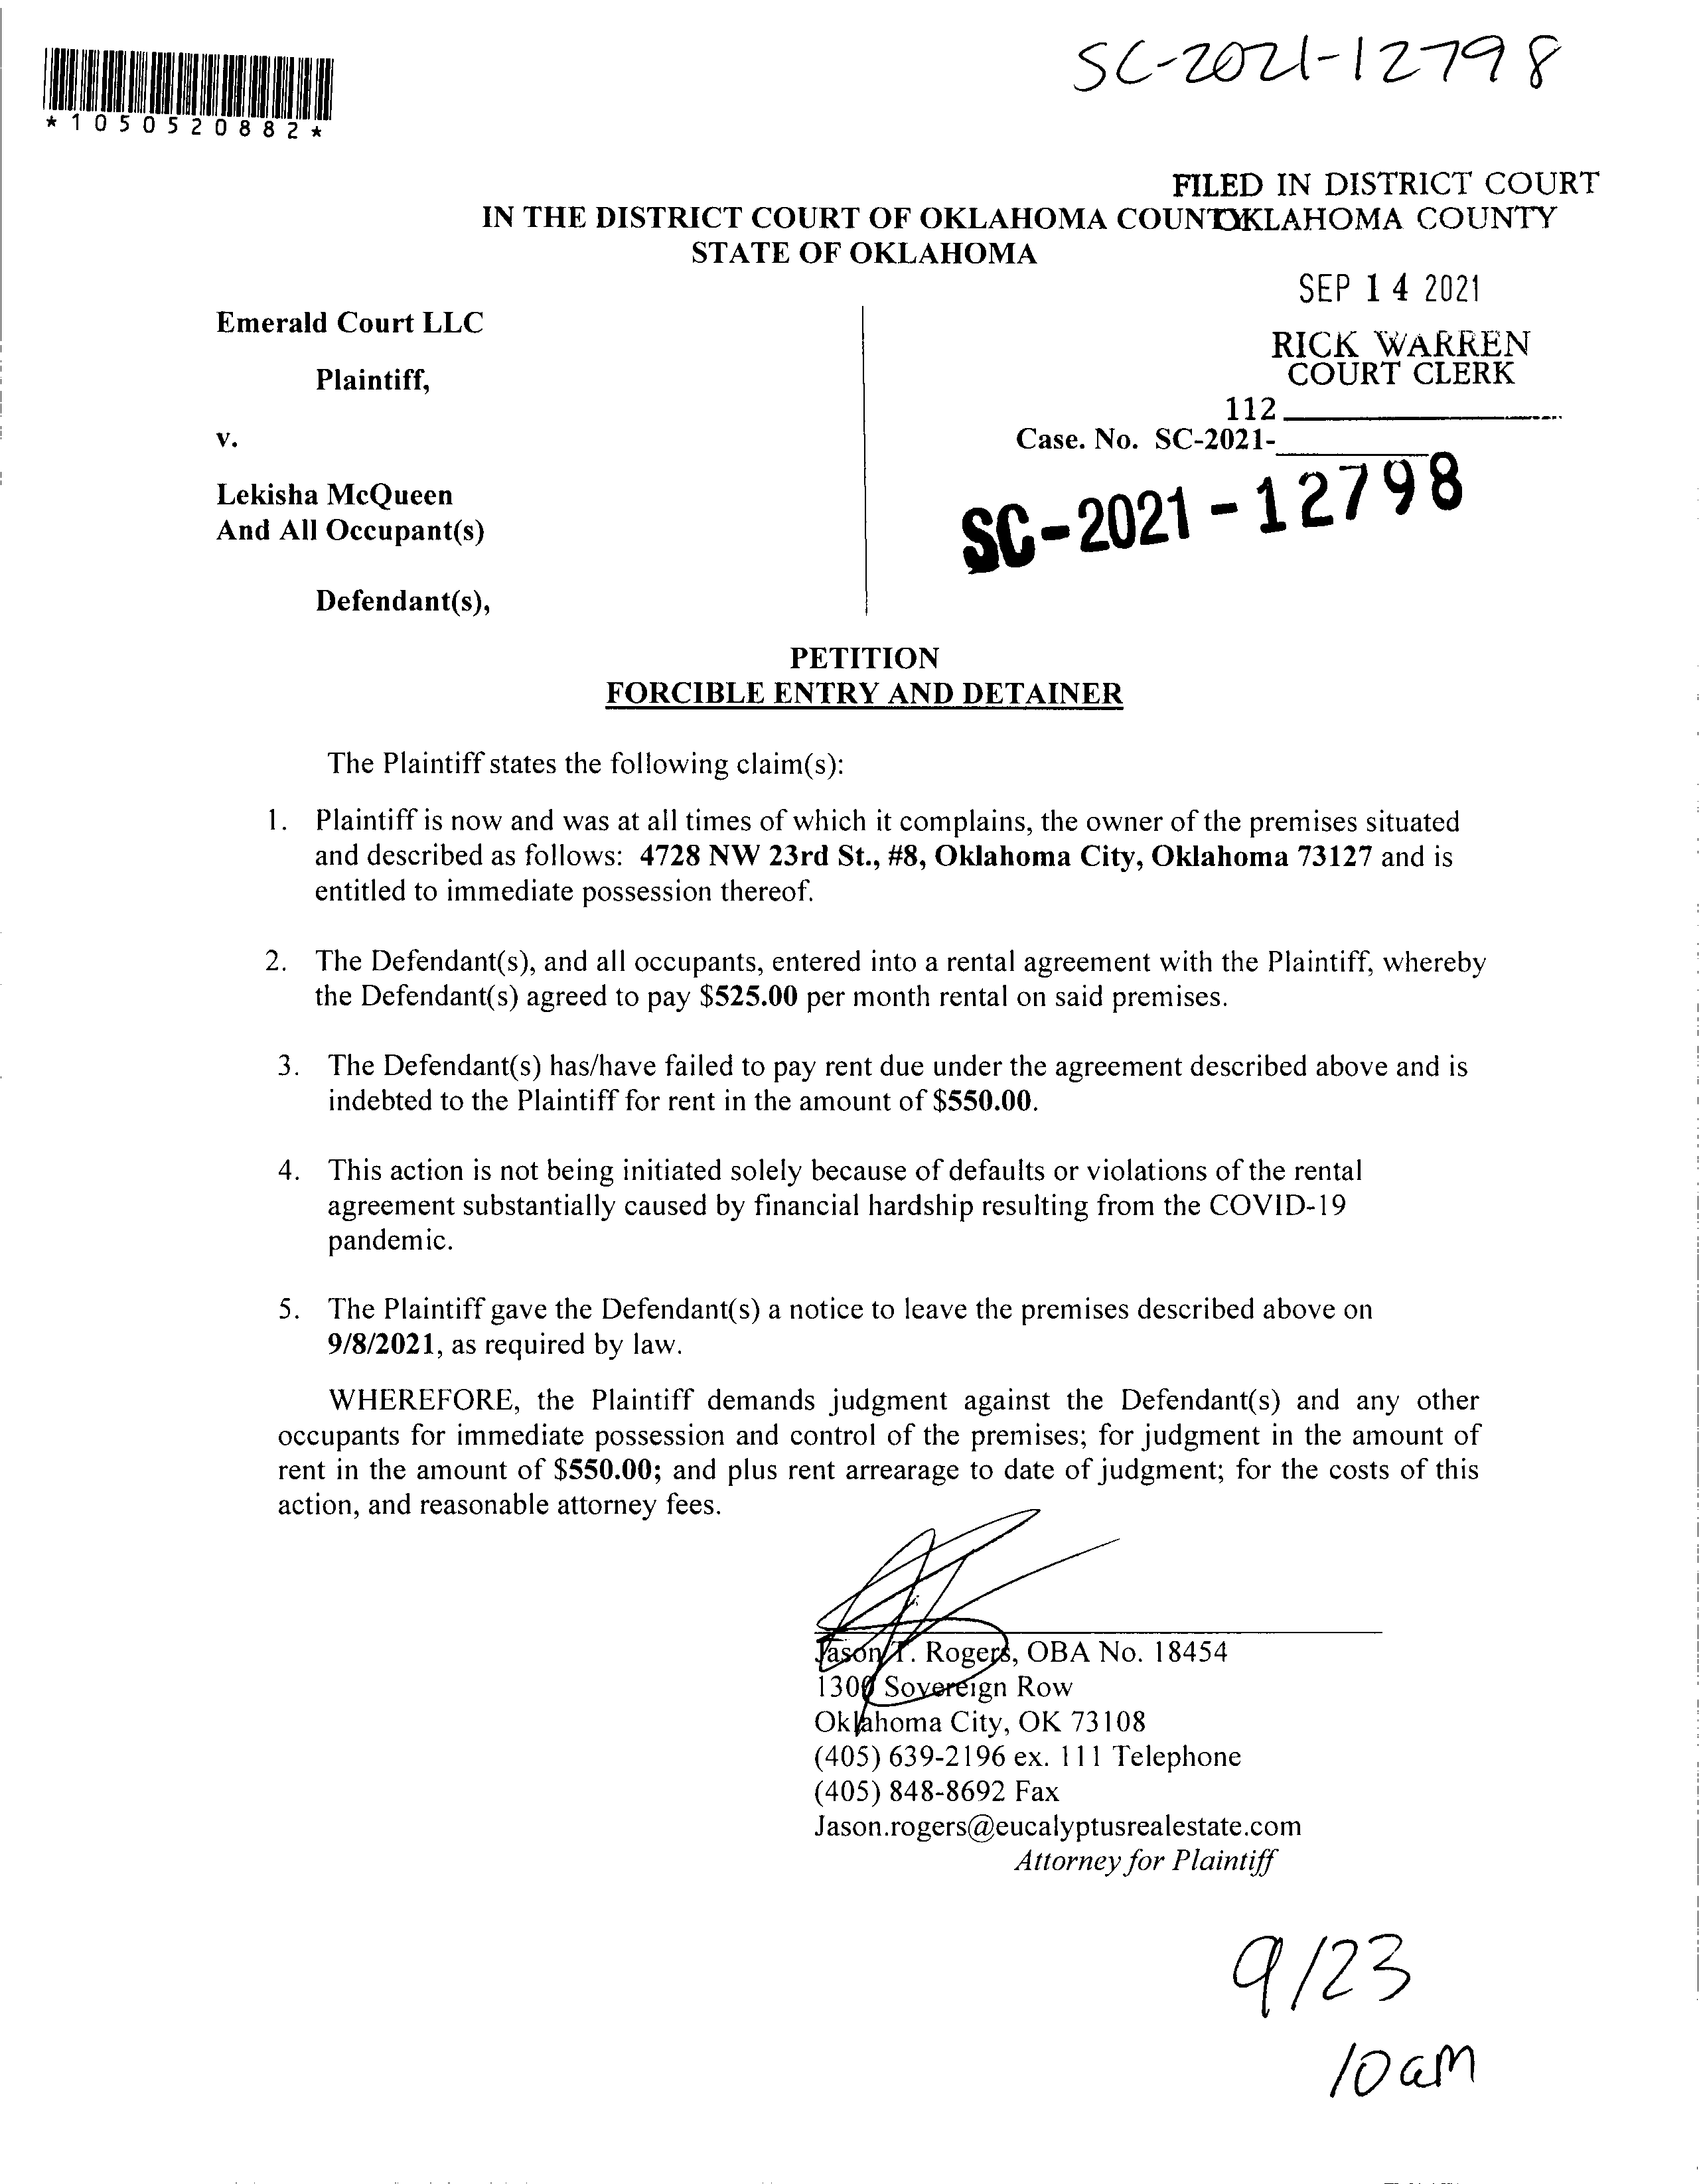 SC-2021-12798
*1050520882*
FILED IN DISTRICT COURT
OKLAHOMA COUNTY
IN THE DISTRICT COURT OF OKLAHOMA COUNTY
STATE OF OKLAHOMA
SEP 14 2021
RICK WARREN
COURT CLERK
112
Emerald Court LLC
Plaintiff,
v.
Case. No. SC-2021-
SC-2021-12798
Lekisha McQueen
And All Occupant(s)
Defendant(s),
PETITION
FORCIBLE ENTRY AND DETAINER
The Plaintiff states the following claim(s):
1. Plaintiff is now and was at all times of which it complains, the owner of the premises situated
and described as follows: 4728 NW 23rd St., #8, Oklahoma City, Oklahoma 73127 and is
entitled to immediate possession thereof.
2. The Defendant(s), and all occupants, entered into a rental agreement with the Plaintiff, whereby
the Defendant(s) agreed to pay $525.00 per month rental on said premises.
3. The Defendant(s) has/have failed to pay rent due under the agreement described above and is
indebted to the Plaintiff for rent in the amount of $550.00.
4. This action is not being initiated solely because of defaults or violations of the rental
agreement substantially caused by financial hardship resulting from the COVID-19
pandemic.
5. The Plaintiff gave the Defendant(s) a notice to leave the premises described above on
9/8/2021, as required by law.
WHEREFORE, the Plaintiff demands judgment against the Defendant(s) and any other
occupants for immediate possession and control of the premises; for judgment in the amount of
rent in the amount of $550.00; and plus rent arrearage to date of judgment; for the costs of this
action, and reasonable attorney fees.
Jason T. Rogers, OBA No. 18454
1300 Sovereign Row
Oklahoma City, OK 73108
(405) 639-2196 ex. 111 Telephone
(405) 848-8692 Fax
Jason.rogers@eucalyptusrealestate.com
Attorney for Plaintiff
9/23
10am